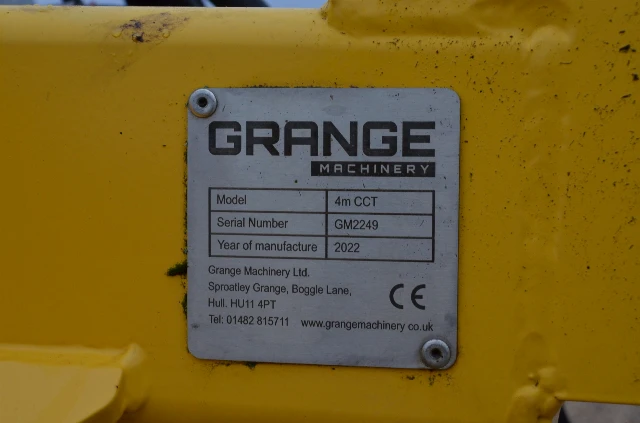 GRANGE
MACHINERY
Model 4m CCT
Serial Number GM2249
Year of manufacture 2022
Grange Machinery Ltd.
Sproatley Grange, Boggle Lane,
Hull. HU11 4PT
Tel: 01482 815711 www.grangemachinery.co.uk
CE